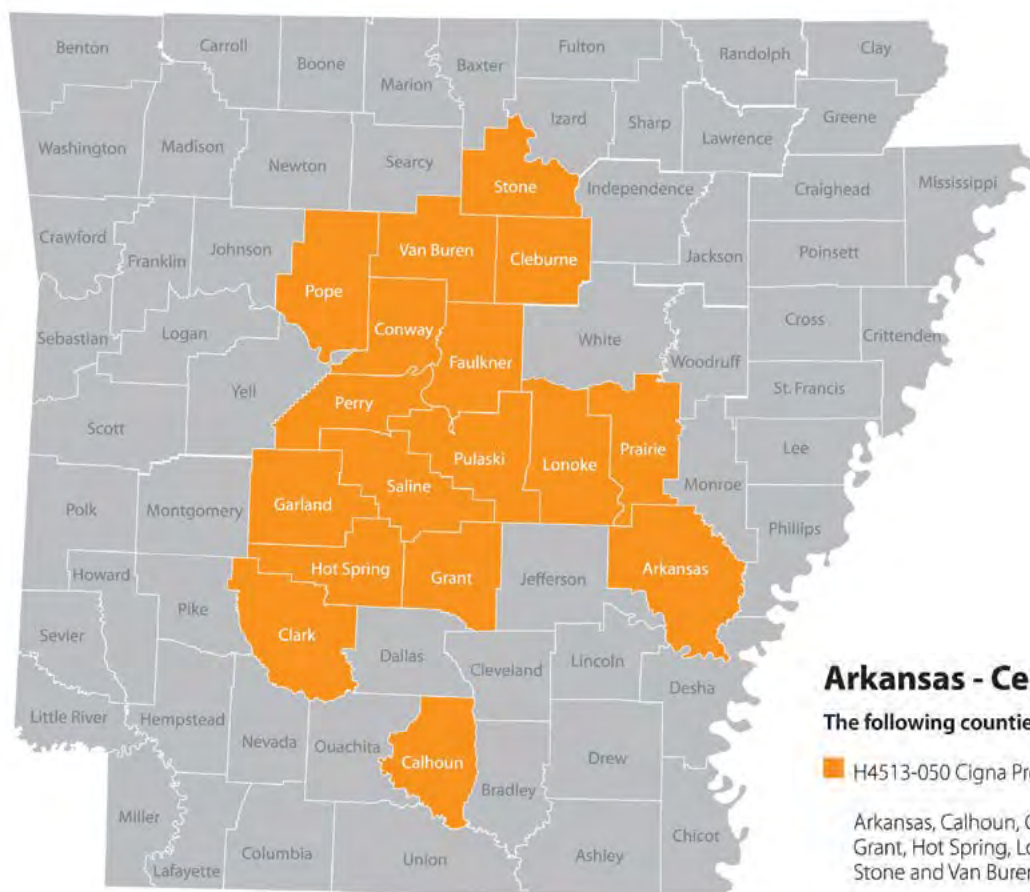 Benton
Carroll
Boone
Marion
Baxter
Fulton
Randolph
Clay
Izard
Sharp
Lawrence
Greene
Washington
Madison
Newton
Searcy
Stone
Independence
Craighead
Mississippi
Crawford
Franklin
Johnson
Van Buren
Cleburne
Jackson
Poinsett
Pope
Sebastian
Logan
Conway
Faulkner
White
Woodruff
Cross
Crittenden
Yell
Perry
St. Francis
Scott
Pulaski
Lonoke
Prairie
Lee
Saline
Garland
Monroe
Polk
Montgomery
Phillips
Howard
Hot Spring
Grant
Jefferson
Arkansas
Pike
Sevier
Clark
Dallas
Cleveland
Lincoln
Desha
Little River
Hempstead
Nevada
Ouachita
Calhoun
Bradley
Drew
Miller
Lafayette
Columbia
Union
Ashley
Chicot
Arkansas - Ce
The following countie
H4513-050 Cigna Pr
Arkansas, Calhoun, C
Grant, Hot Spring, Lo
Stone and Van Buren